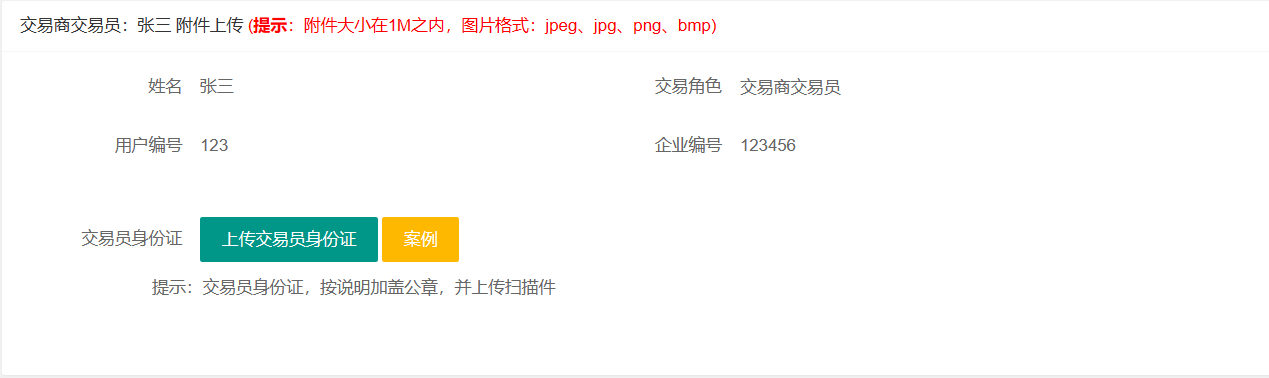 交易商交易员：张三 附件上传 (提示：附件大小在1M之内，图片格式：jpeg、jpg、png、bmp)
姓名 张三 交易角色 交易商交易员
用户编号 123 企业编号 123456
交易员身份证 上传交易员身份证 案例
提示：交易员身份证，按说明加盖公章，并上传扫描件